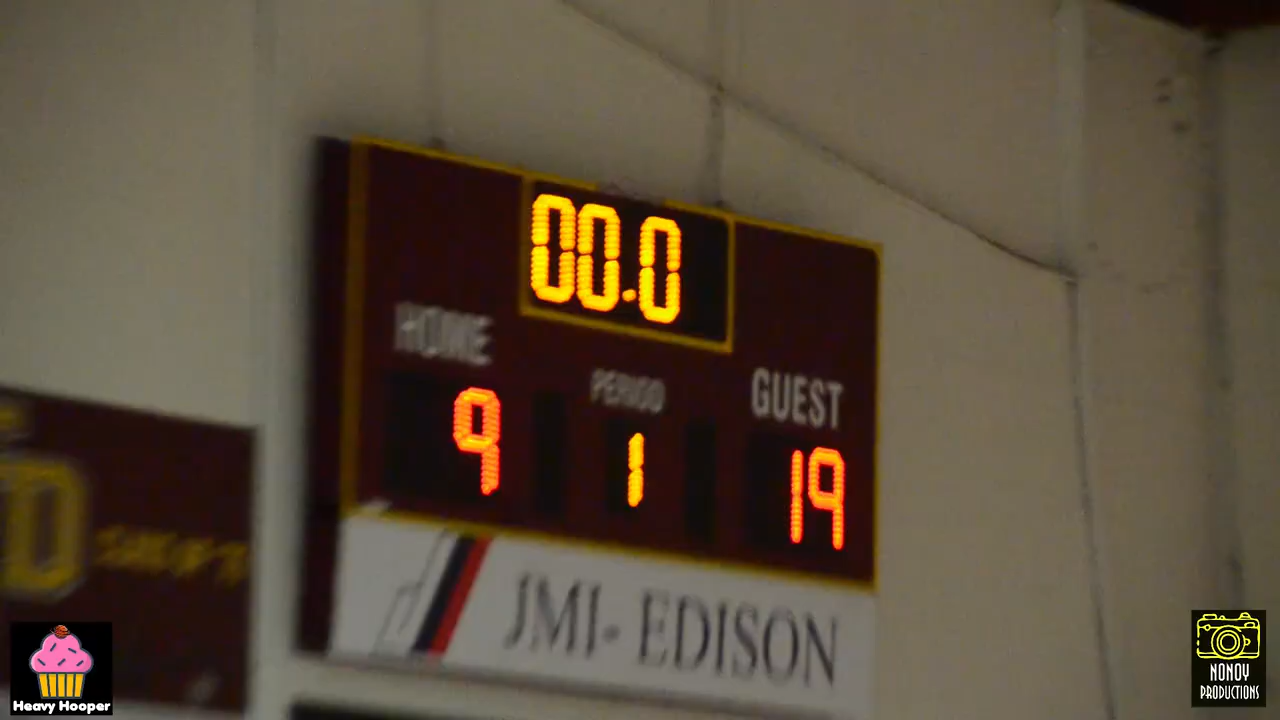 00.0
HOME
PERIOD
GUEST
9
1
19
JMI- EDISON
Heavy Hooper
NONOY
PRODUCTIONS